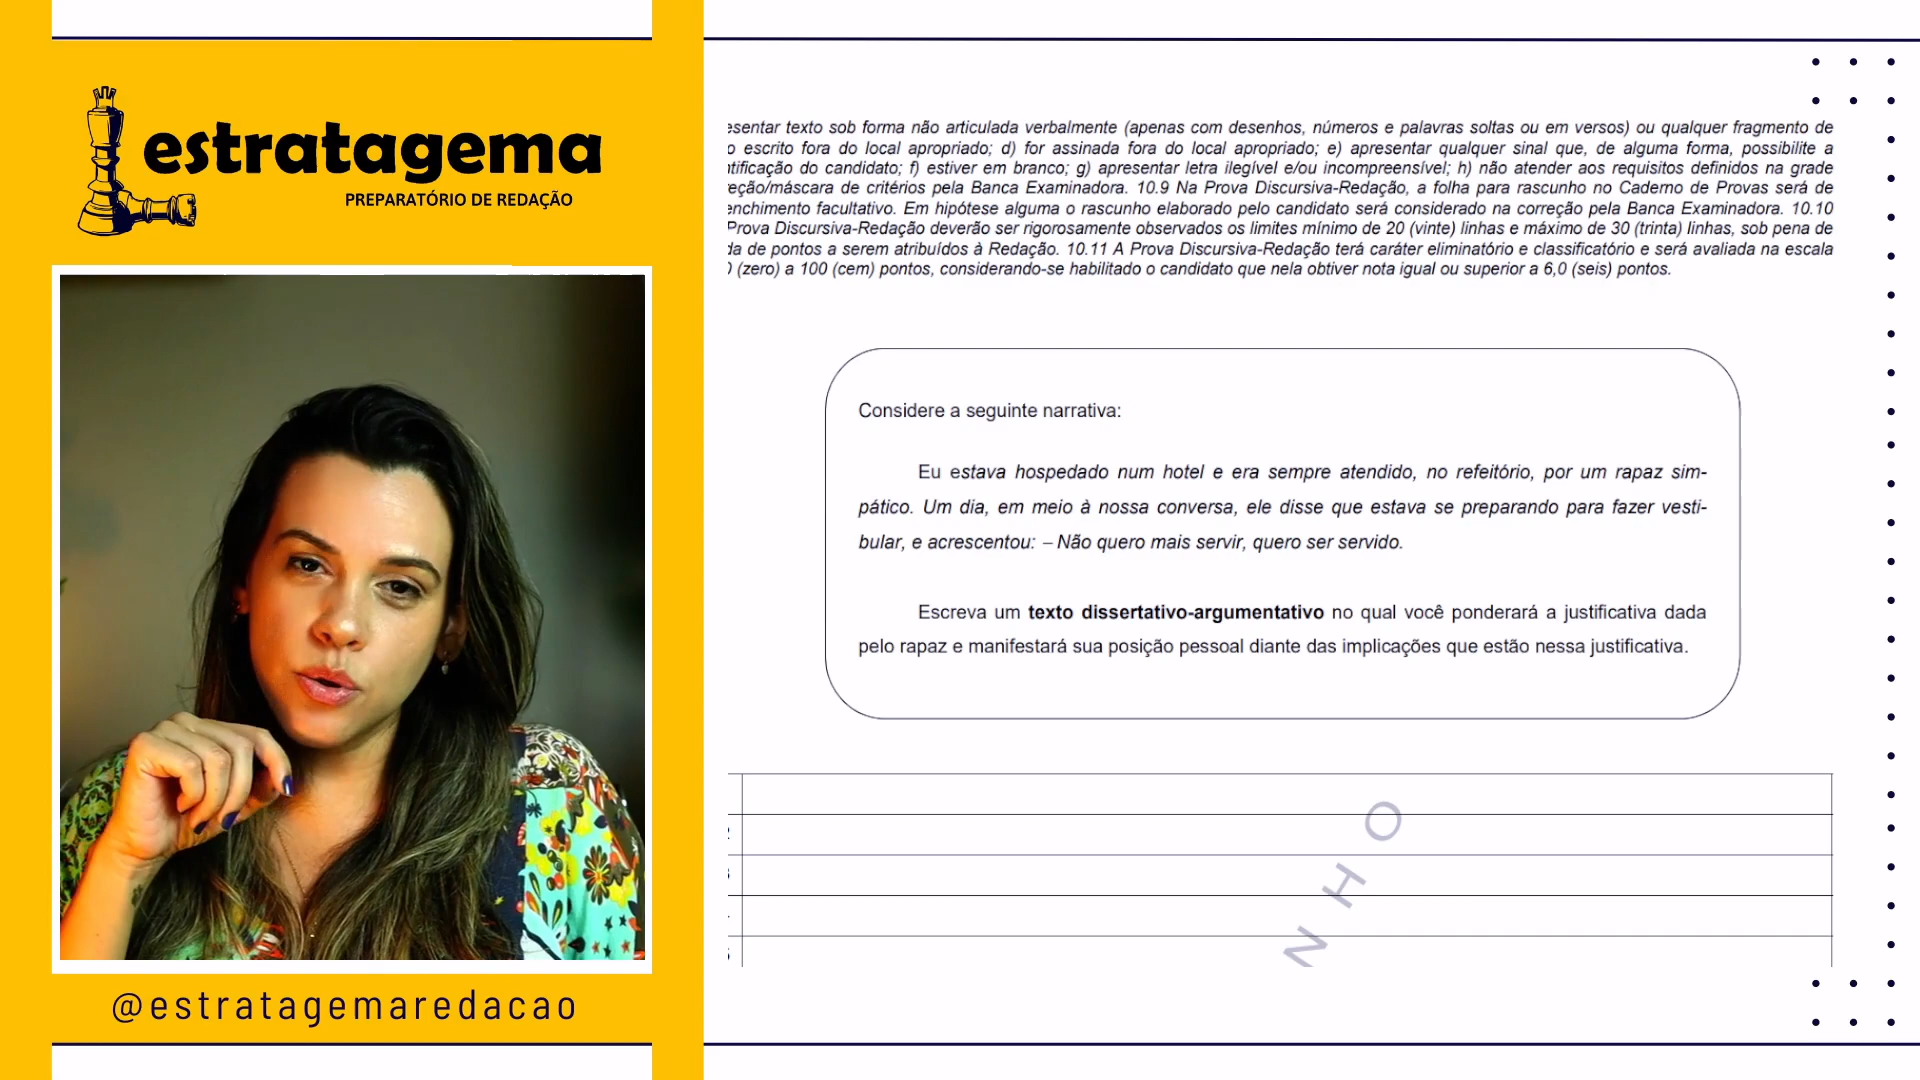 estratagema
PREPARATÓRIO DE REDAÇÃO
@estratagemaredacao
texto sob forma não articulada verbalmente (apenas com desenhos, números e palavras soltas ou em versos) ou qualquer fragmento de
o escrito fora do local apropriado; d) for assinada fora do local apropriado; e) apresentar qualquer sinal que, de alguma forma, possibilite a
do candidato; f) estiver em branco; g) apresentar letra ilegível e/ou incompreensível; h) não atender aos requisitos definidos na grade
de critérios pela Banca Examinadora. 10.9 Na Prova Discursiva-Redação, a folha para rascunho no Caderno de Provas será de
facultativo. Em hipótese alguma o rascunho elaborado pelo candidato será considerado na correção pela Banca Examinadora. 10.10
Prova Discursiva-Redação deverão ser rigorosamente observados os limites mínimo de 20 (vinte) linhas e máximo de 30 (trinta) linhas, sob pena de
da de pontos a serem atribuídos à Redação. 10.11 A Prova Discursiva-Redação terá caráter eliminatório e classificatório e será avaliada na escala
(zero) a 100 (cem) pontos, considerando-se habilitado o candidato que nela obtiver nota igual ou superior a 6,0 (seis) pontos.
Considere a seguinte narrativa:
Eu estava hospedado num hotel e era sempre atendido, no refeitório, por um rapaz sim-
pático. Um dia, em meio à nossa conversa, ele disse que estava se preparando para fazer vesti-
bular, e acrescentou: – Não quero mais servir, quero ser servido.
Escreva um texto dissertativo-argumentativo no qual você ponderará a justificativa dada
pelo rapaz e manifestará sua posição pessoal diante das implicações que estão nessa justificativa.
N H O